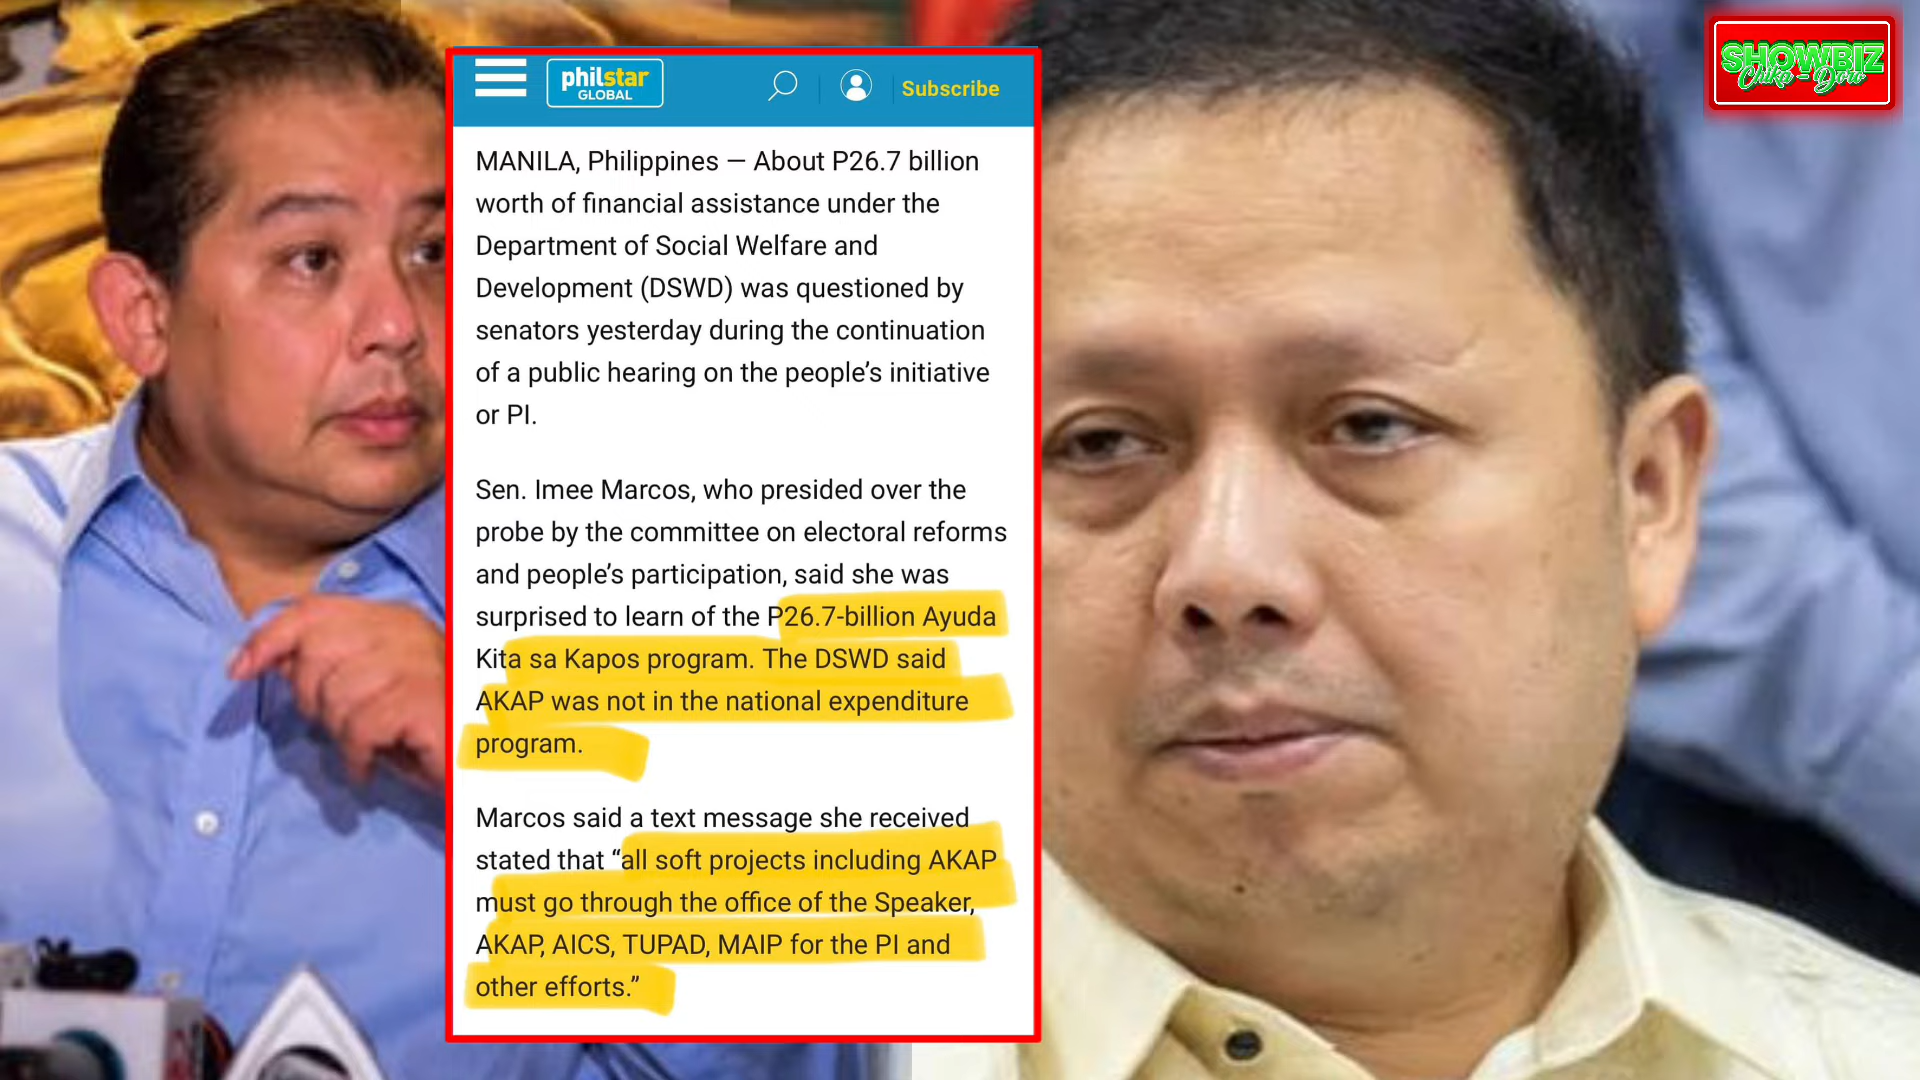 SHOWBIZ
Chika - Doro
philstar
GLOBAL
Subscribe
MANILA, Philippines — About P26.7 billion
worth of financial assistance under the
Department of Social Welfare and
Development (DSWD) was questioned by
senators yesterday during the continuation
of a public hearing on the people’s initiative
or PI.
Sen. Imee Marcos, who presided over the
probe by the committee on electoral reforms
and people’s participation, said she was
surprised to learn of the P26.7-billion Ayuda
Kita sa Kapos program. The DSWD said
AKAP was not in the national expenditure
program.
Marcos said a text message she received
stated that “all soft projects including AKAP
must go through the office of the Speaker,
AKAP, AICS, TUPAD, MAIP for the PI and
other efforts.”